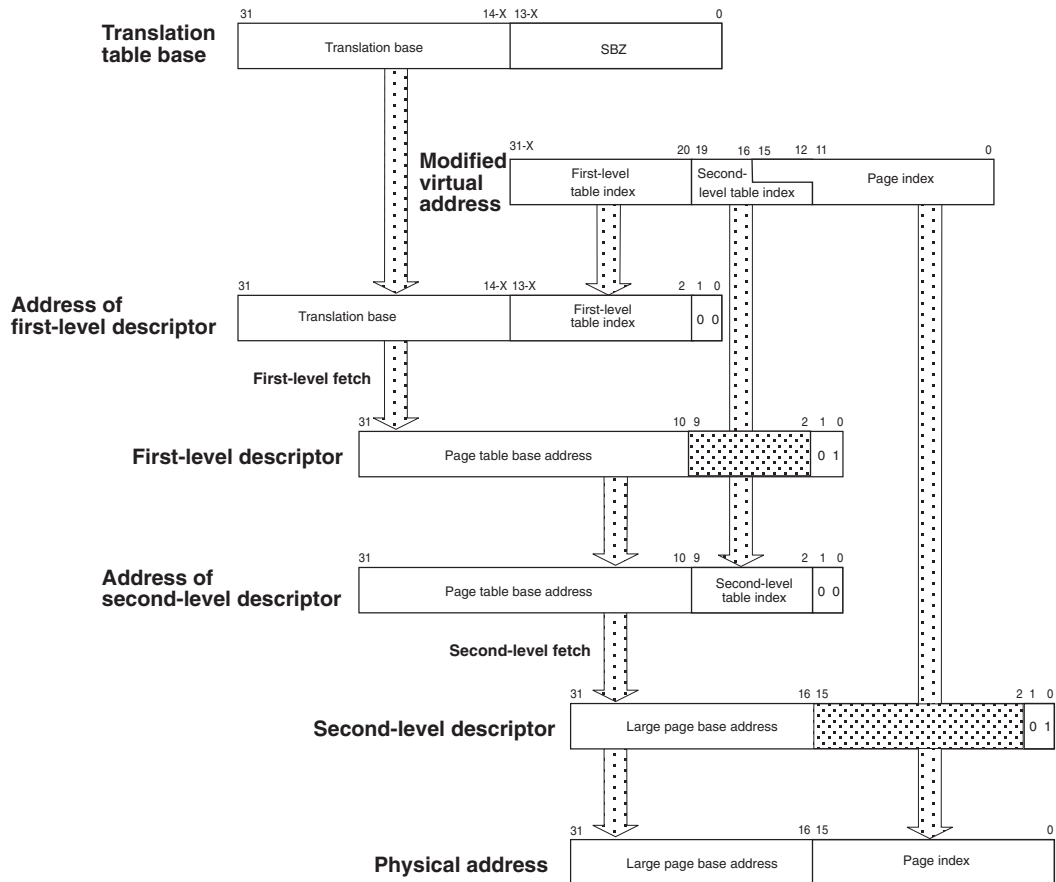 31 14-X 13-X 0
Translation
table base
Translation base SBZ
31-X 20 19 16 15 12 11 0
Modified
virtual
address
First-level
table index
Second-
level table index
Page index
31 14-X 13-X 2 1 0
Address of
first-level descriptor
Translation base
First-level
table index
0 0
First-level fetch
31 10 9 2 1 0
First-level descriptor
Page table base address 0 1
31 10 9 2 1 0
Address of
second-level descriptor
Page table base address
Second-level
table index
0 0
Second-level fetch
31 16 15 2 1 0
Second-level descriptor
Large page base address 0 1
31 16 15 0
Physical address
Large page base address Page index